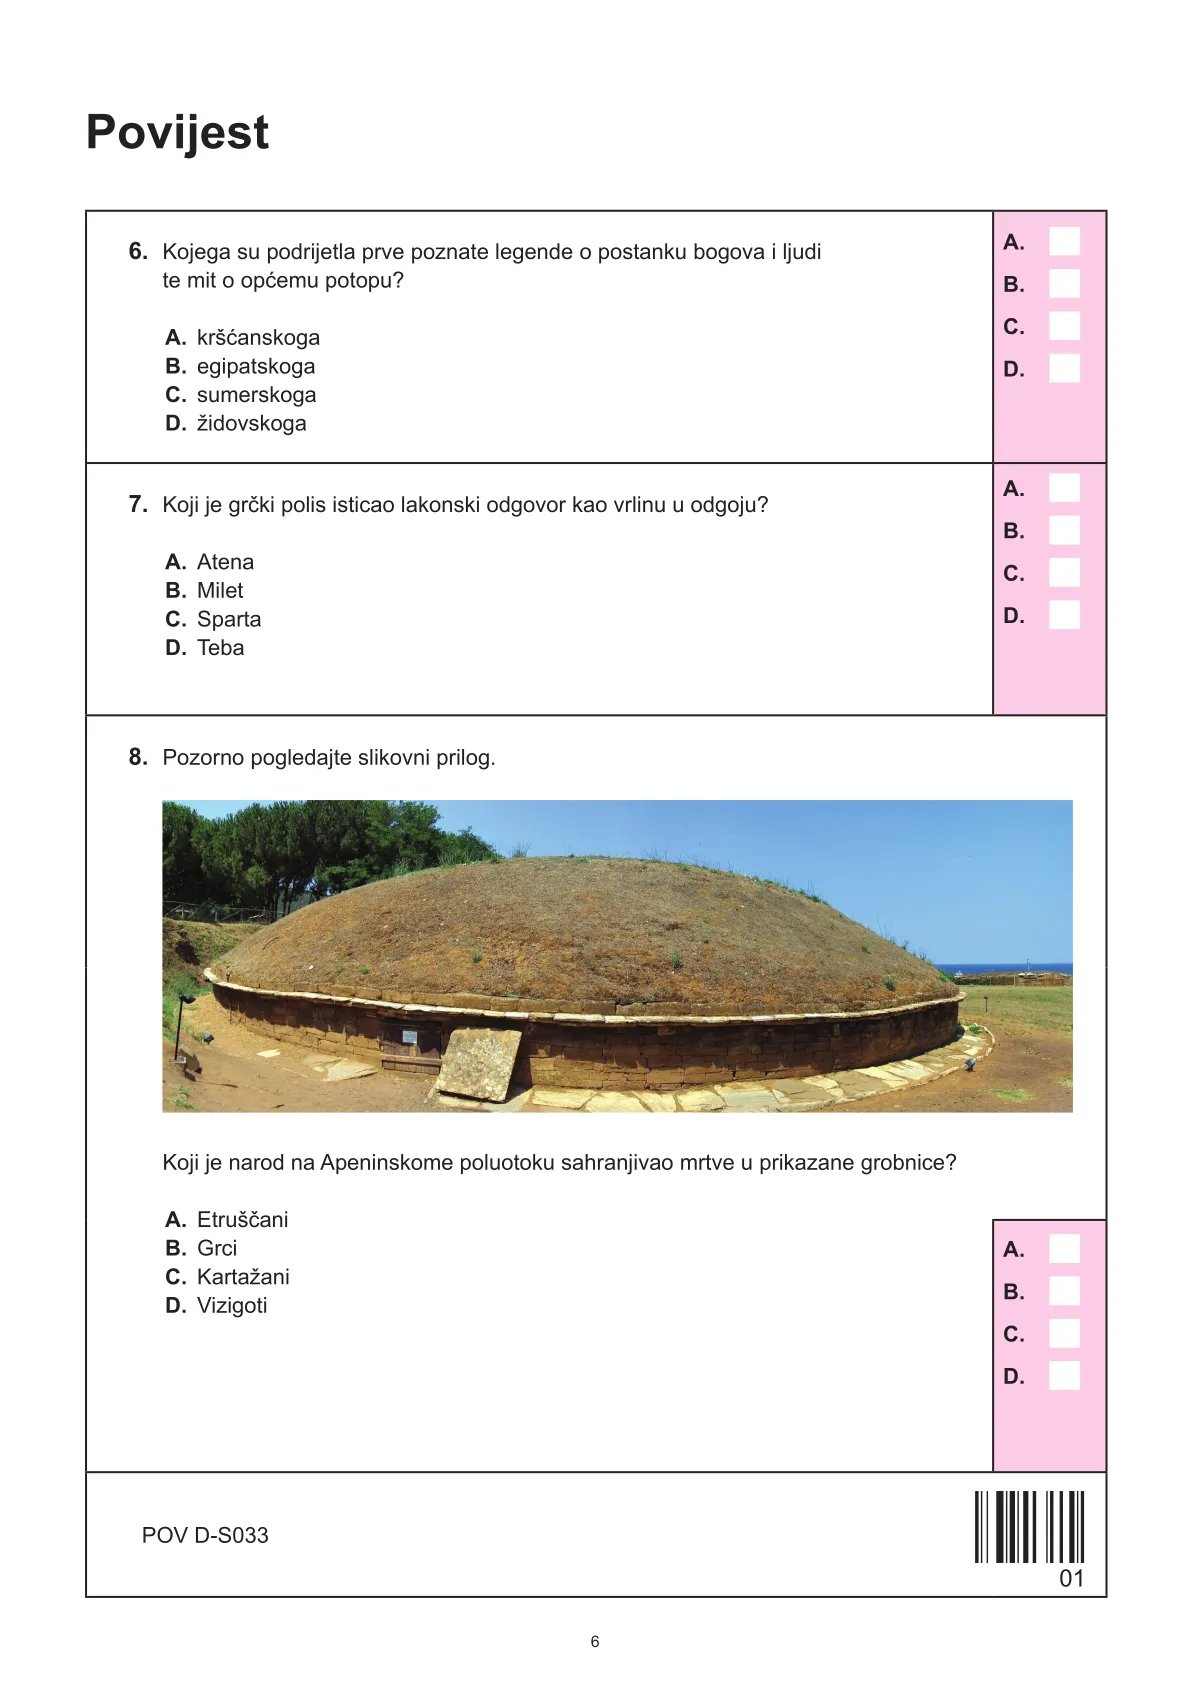 Povijest
6. Kojega su podrijetla prve poznate legende o postanku bogova i ljudi
te mit o općemu potopu?
A. kršćanskoga
B. egipatskoga
C. sumerskoga
D. židovskoga
A.
B.
C.
D.
7. Koji je grčki polis isticao lakonski odgovor kao vrlinu u odgoju?
A. Atena
B. Milet
C. Sparta
D. Teba
A.
B.
C.
D.
8. Pozorno pogledajte slikovni prilog.
Koji je narod na Apeninskome poluotoku sahranjivao mrtve u prikazane grobnice?
A. Etruščani
B. Grci
C. Kartažani
D. Vizigoti
A.
B.
C.
D.
POV D-S033
01
6